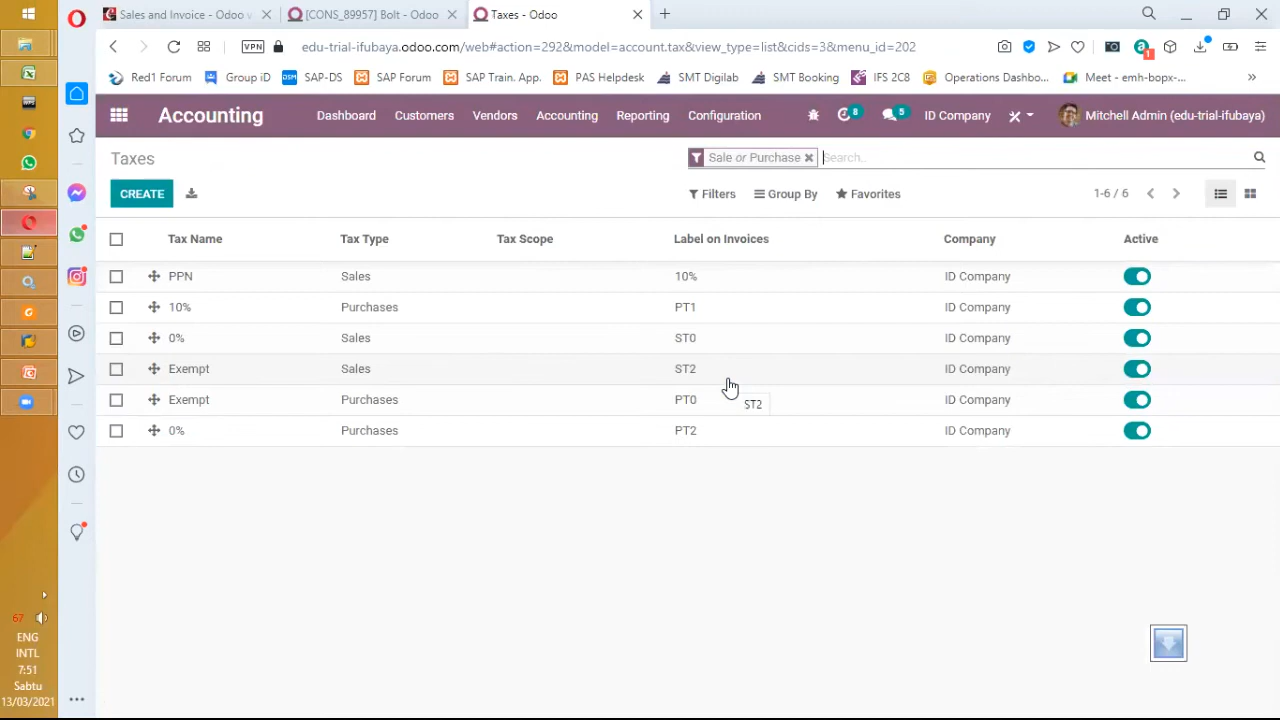 Sales and Invoice - Odoo v
[CONS_89957] Bolt - Odoo
Taxes - Odoo
VPN
edu-trial-ifubaya.odoo.com/web#action=292&model=account.tax&view_type=list&cids=3&menu_id=202
1
Red1 Forum
Group iD
DSM
SAP-DS
SAP Forum
SAP Train. App.
PAS Helpdesk
SMT Digilab
SMT Booking
IFS 2C8
Operations Dashbo...
Meet - emh-bopx-...
»
Accounting
Dashboard
Customers
Vendors
Accounting
Reporting
Configuration
8
5
ID Company
Mitchell Admin (edu-trial-ifubaya)
Taxes
Sale or Purchase
Search...
CREATE
Filters
Group By
Favorites
1-6 / 6
Tax Name Tax Type Tax Scope Label on Invoices Company Active
PPN Sales 10% ID Company
10% Purchases PT1 ID Company
0% Sales ST0 ID Company
Exempt Sales ST2 ID Company
Exempt Purchases PT0 ID Company
ST2
0% Purchases PT2 ID Company
67
ENG
INTL
7:51
Sabtu
13/03/2021